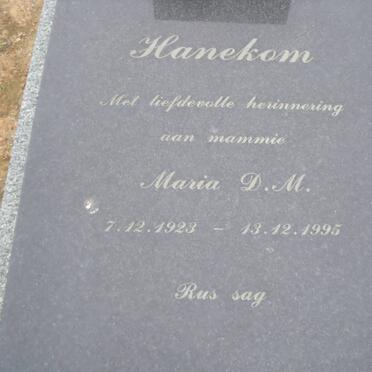 Hanekom
Met liefdevolle herinnering
aan mammie
Maria D.M.
7.12.1923 - 13.12.1995
Rus sag